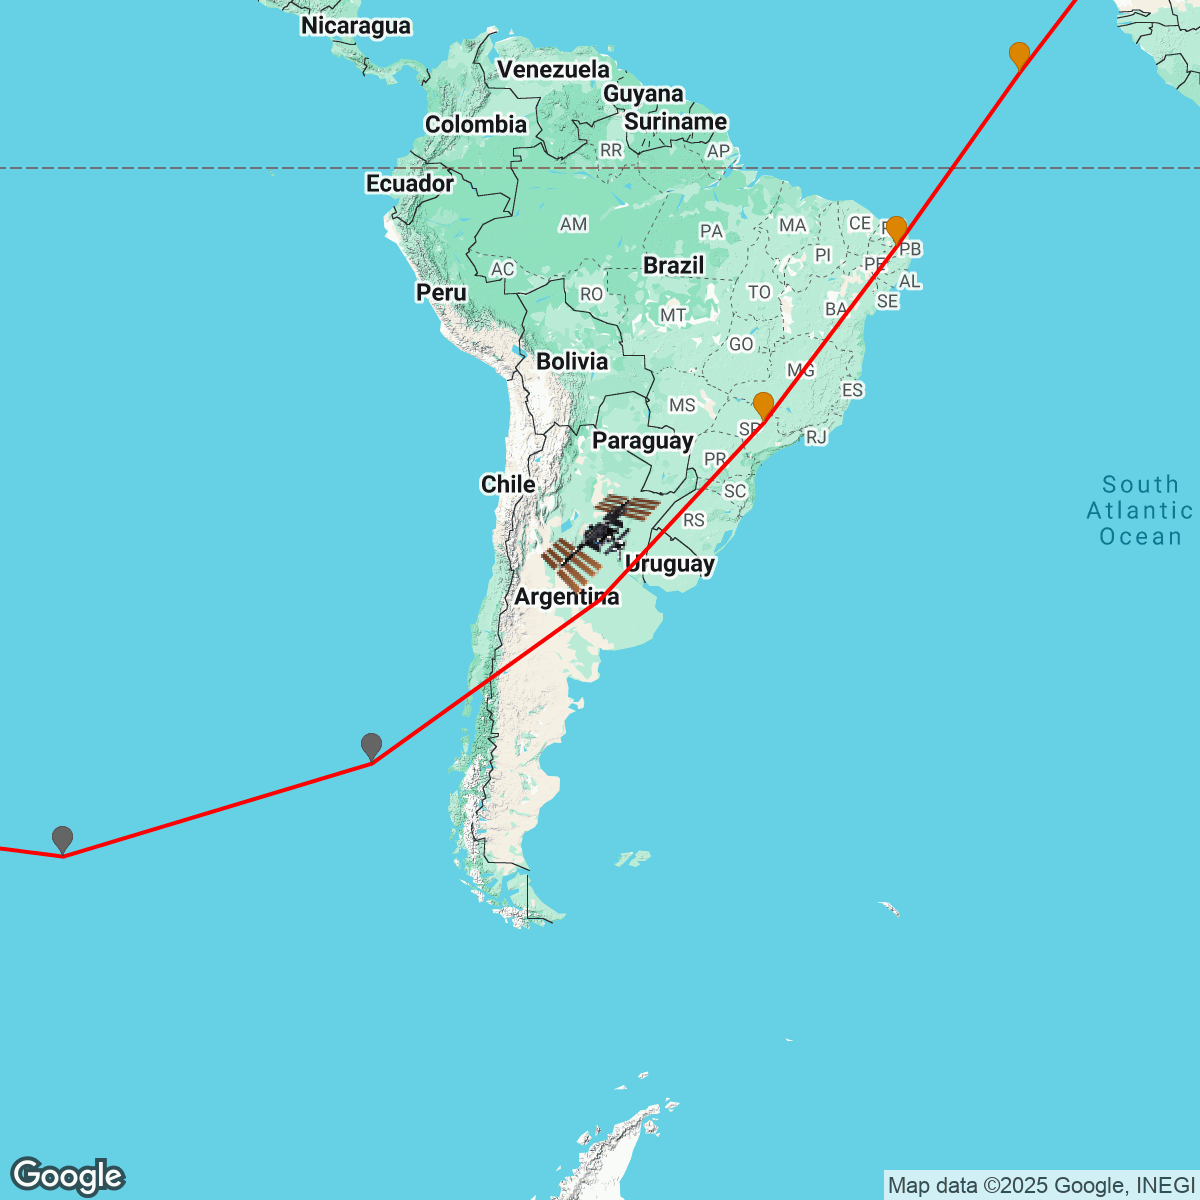 Nicaragua
Venezuela
Guyana
Suriname
Colombia
RR
AP
Ecuador
AM
PA
MA
CE
PI
PB
PE
Brazil
AC
AL
Peru
RO
TO
SE
MT
BA
GO
Bolivia
MG
ES
MS
SP
RJ
Paraguay
PR
Chile
SC
South
Atlantic
Ocean
RS
Uruguay
Argentina
Google
Map data ©2025 Google, INEGI